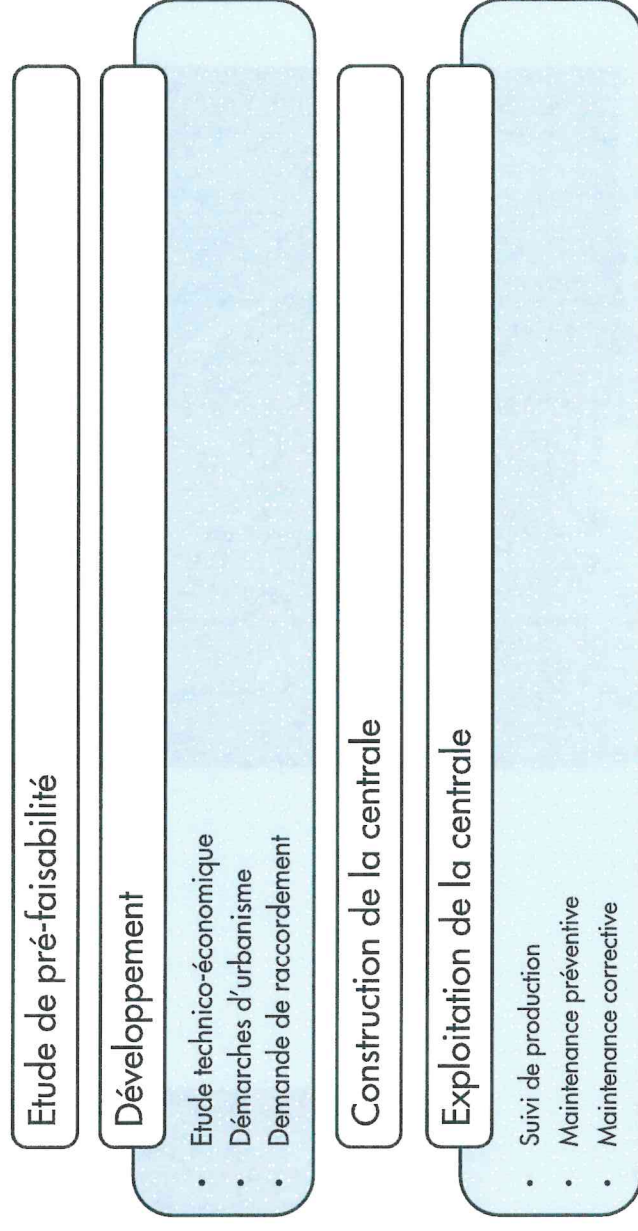 Etude de pré-faisabilité
Développement
• Etude technico-économique
• Démarches d'urbanisme
• Demande de raccordement
Construction de la centrale
Exploitation de la centrale
• Suivi de production
• Maintenance préventive
• Maintenance corrective